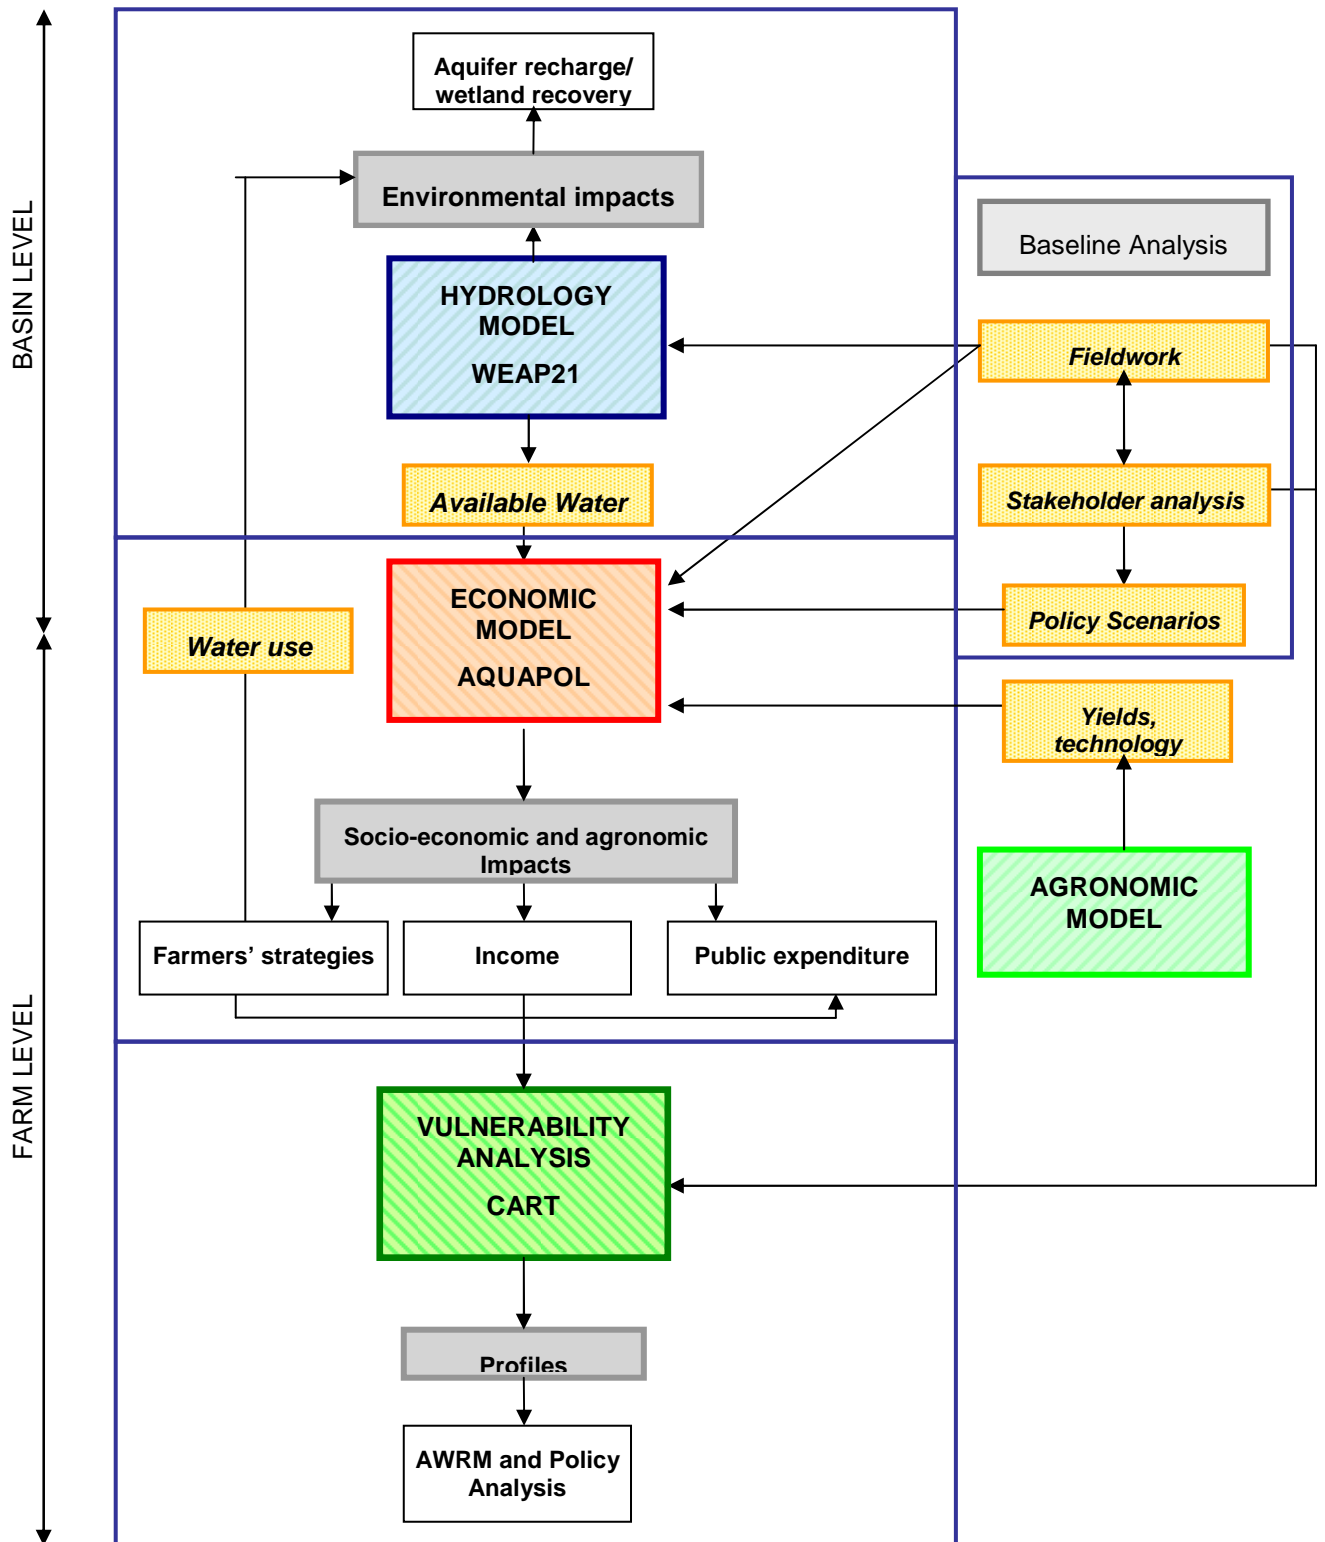 BASIN LEVEL
FARM LEVEL
Aquifer recharge/
wetland recovery
Environmental impacts
HYDROLOGY
MODEL
WEAP21
Available Water
ECONOMIC
MODEL
AQUAPOL
Water use
Socio-economic and agronomic
Impacts
Farmers’ strategies
Income
Public expenditure
VULNERABILITY
ANALYSIS
CART
Profiles
AWRM and Policy
Analysis
Baseline Analysis
Fieldwork
Stakeholder analysis
Policy Scenarios
Yields,
technology
AGRONOMIC
MODEL